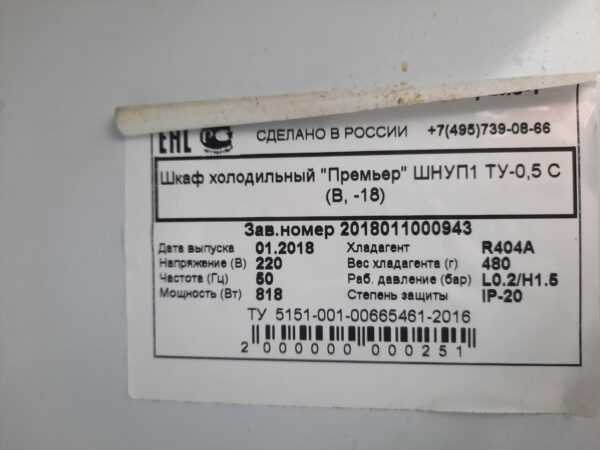 EAC СДЕЛАНО В РОССИИ +7(495)739-08-66
Шкаф холодильный "Премьер" ШНУП1 ТУ-0,5 С
(В, -18)
Зав.номер 2018011000943
Дата выпуска 01.2018 Хладагент R404A
Напряжение (В) 220 Вес хладагента (г) 480
Частота (Гц) 50 Раб. давление (бар) L0.2/H1.5
Мощность (Вт) 818 Степень защиты IP-20
ТУ 5151-001-00665461-2016
2 000000 000251